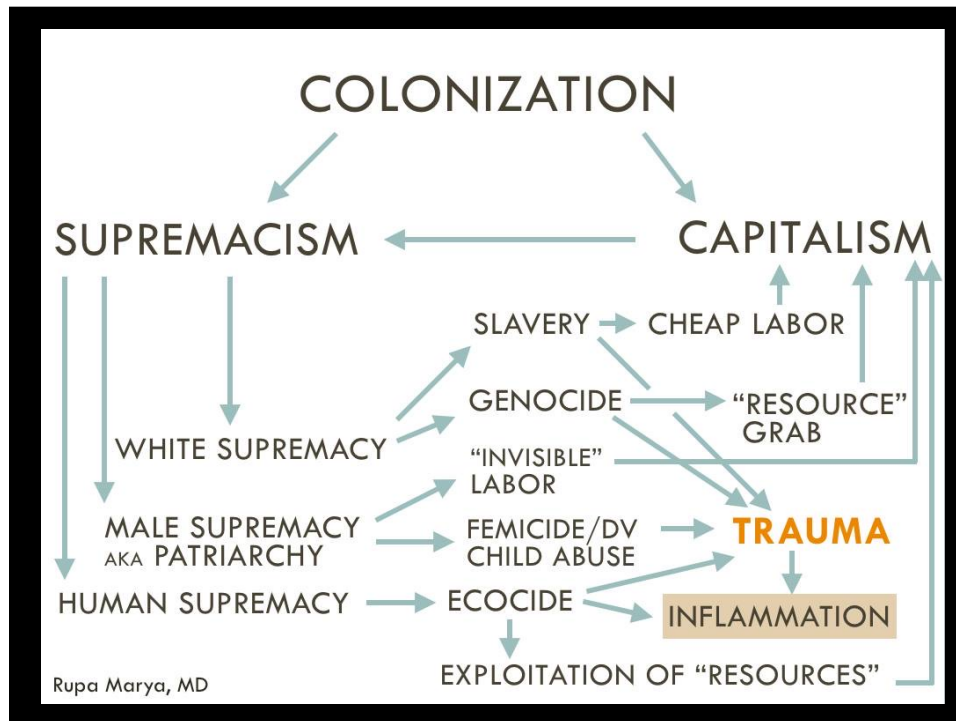 COLONIZATION
SUPREMACISM
CAPITALISM
SLAVERY
CHEAP LABOR
GENOCIDE
“RESOURCE”
GRAB
WHITE SUPREMACY
“INVISIBLE”
LABOR
MALE SUPREMACY
AKA PATRIARCHY
FEMICIDE/DV
CHILD ABUSE
TRAUMA
HUMAN SUPREMACY
ECOCIDE
INFLAMMATION
EXPLOITATION OF “RESOURCES”
Rupa Marya, MD